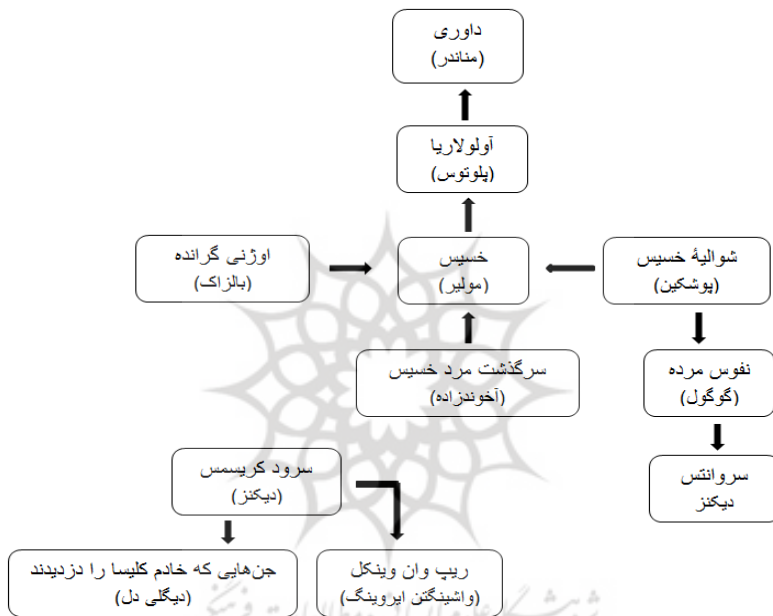 داوری
(مناندر)
آولولاریا
(پلوتوس)
اوژنی گرانده
(بالزاک)
خسیس
(مولیر)
شوالیهٔ خسیس
(پوشکین)
سرگذشت مرد خسیس
(آخوندزاده)
نفوس مرده
(گوگول)
سرود کریسمس
(دیکنز)
سروانتس
دیکنز
جن‌هایی که خادم کلیسا را دزدیدند
(دیگلی دل)
ریپ وان وینکل
(واشینگتن ایروینگ)